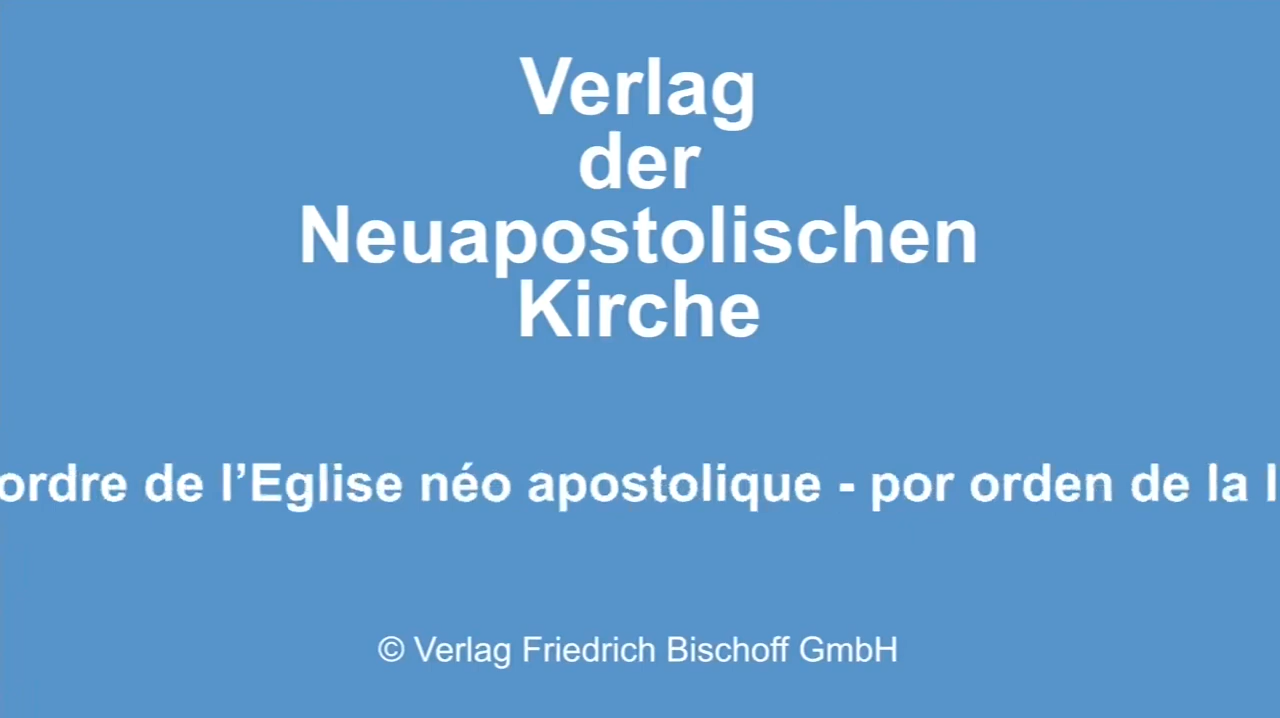 Verlag
der
Neuapostolischen
Kirche
ordre de l’Eglise néo apostolique - por orden de la
© Verlag Friedrich Bischoff GmbH